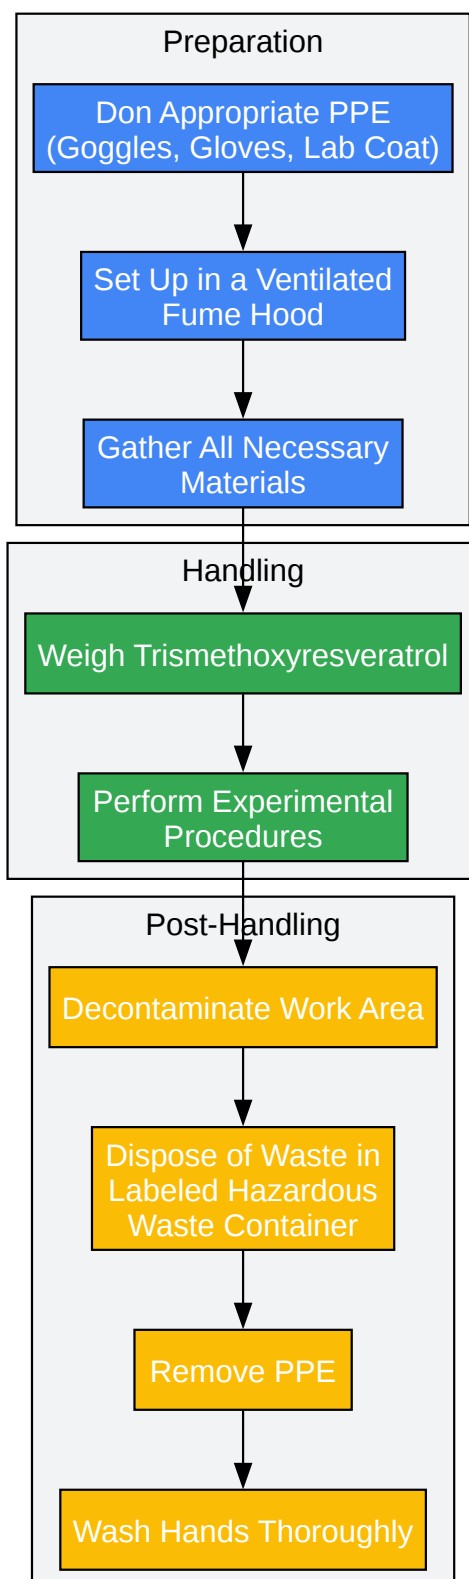 Preparation
Don Appropriate PPE
(Goggles, Gloves, Lab Coat)
Set Up in a Ventilated
Fume Hood
Gather All Necessary
Materials
Handling
Weigh Trismethoxyresveratrol
Perform Experimental
Procedures
Post-Handling
Decontaminate Work Area
Dispose of Waste in
Labeled Hazardous
Waste Container
Remove PPE
Wash Hands Thoroughly